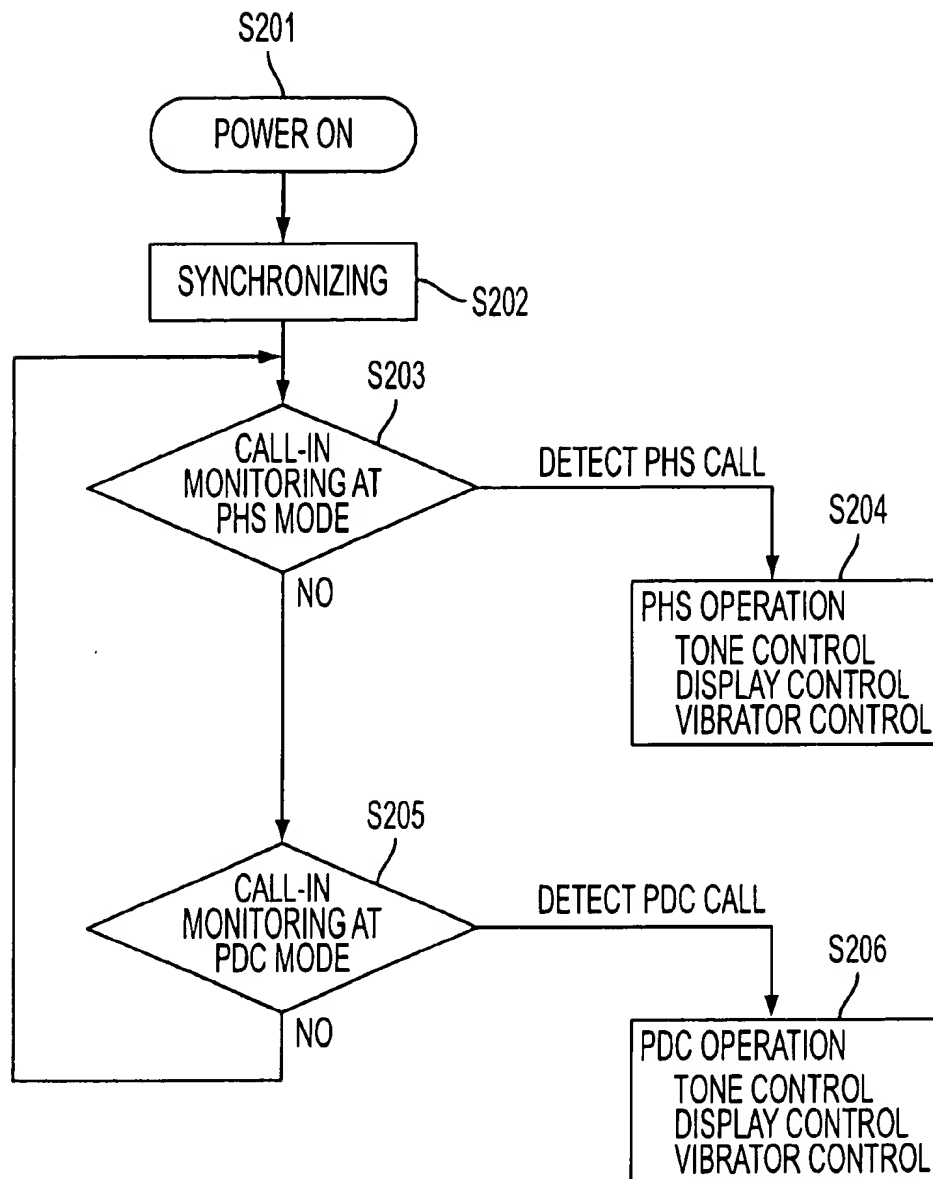 S201
POWER ON
SYNCHRONIZING
S202
S203
CALL-IN
MONITORING AT
PHS MODE
DETECT PHS CALL
NO
S204
PHS OPERATION
TONE CONTROL
DISPLAY CONTROL
VIBRATOR CONTROL
S205
CALL-IN
MONITORING AT
PDC MODE
DETECT PDC CALL
NO
S206
PDC OPERATION
TONE CONTROL
DISPLAY CONTROL
VIBRATOR CONTROL